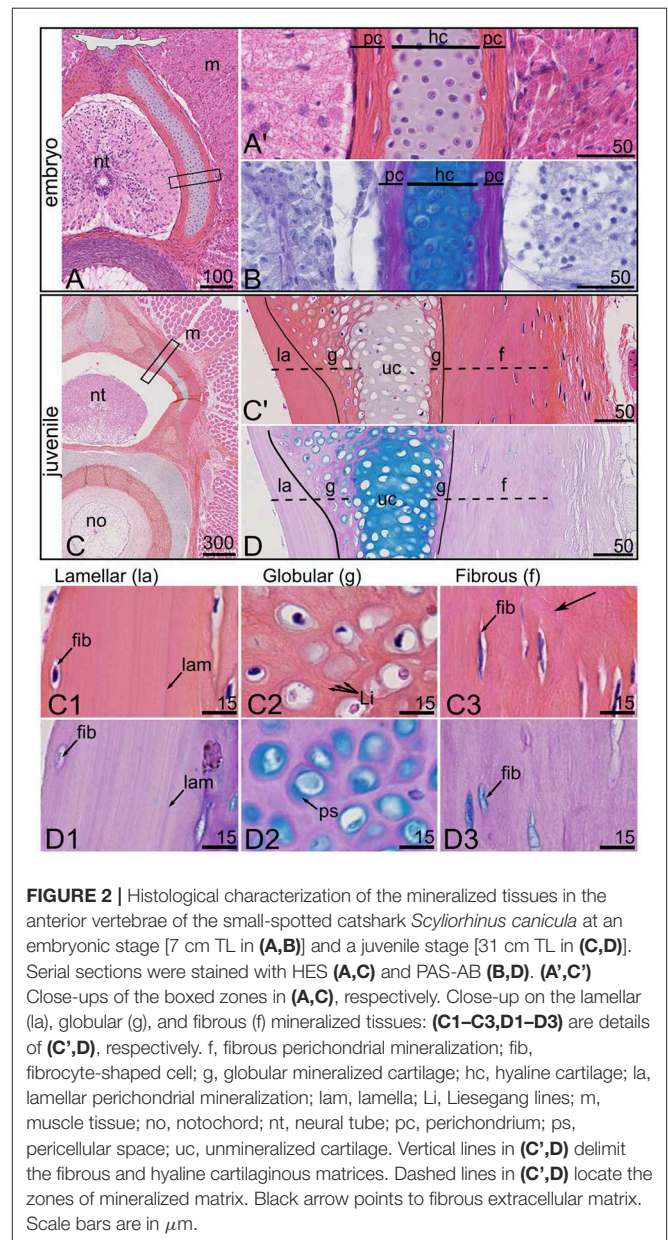 embryo
m
nt
A
100
pc hc pc
A'
50
pc hc pc
B
50
juvenile
m
nt
no
C
300
la g uc g f
C'
50
la g uc g f
D
50
Lamellar (la) Globular (g) Fibrous (f)
fib
lam
C1 15
Li
C2 15
fib
C3 15
fib
lam
D1 15
ps
D2 15
fib
D3 15
FIGURE 2 | Histological characterization of the mineralized tissues in the
anterior vertebrae of the small-spotted catshark Scyliorhinus canicula at an
embryonic stage [7 cm TL in (A,B)] and a juvenile stage [31 cm TL in (C,D)].
Serial sections were stained with HES (A,C) and PAS-AB (B,D). (A',C')
Close-ups of the boxed zones in (A,C), respectively. Close-up on the lamellar
(la), globular (g), and fibrous (f) mineralized tissues: (C1–C3,D1–D3) are details
of (C',D), respectively. f, fibrous perichondrial mineralization; fib,
fibrocyte-shaped cell; g, globular mineralized cartilage; hc, hyaline cartilage; la,
lamellar perichondrial mineralization; lam, lamella; Li, Liesegang lines; m,
muscle tissue; no, notochord; nt, neural tube; pc, perichondrium; ps,
pericellular space; uc, unmineralized cartilage. Vertical lines in (C',D) delimit
the fibrous and hyaline cartilaginous matrices. Dashed lines in (C',D) locate the
zones of mineralized matrix. Black arrow points to fibrous extracellular matrix.
Scale bars are in μm.